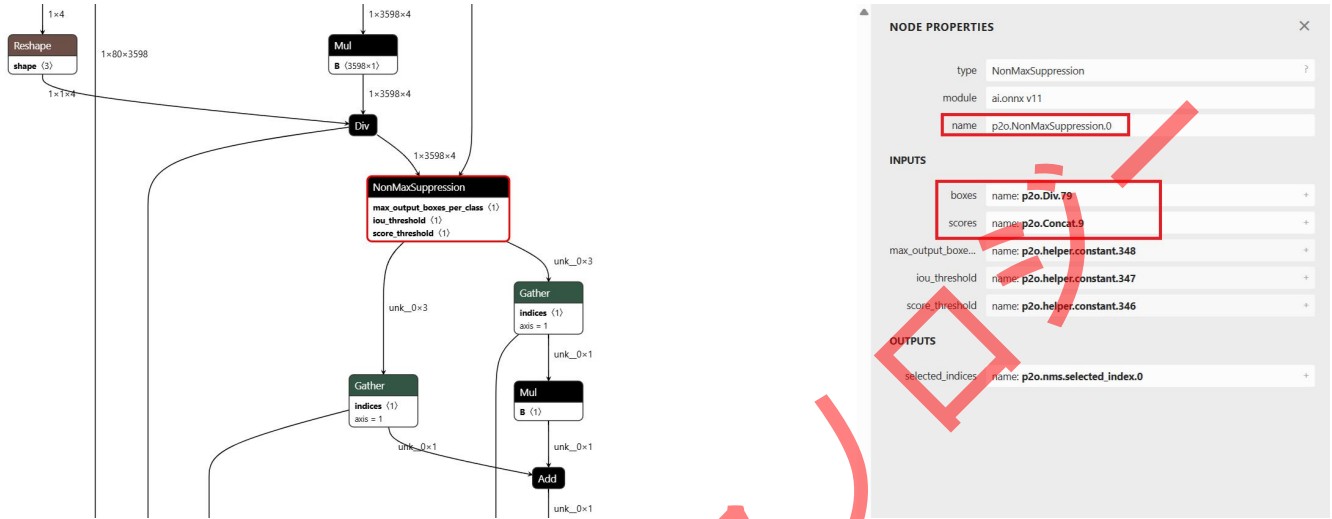 1×4
1×3598×4
Reshape
shape 〈3〉
1×80×3598
Mul
B 〈3598×1〉
1×1×4
1×3598×4
Div
1×3598×4
NonMaxSuppression
max_output_boxes_per_class 〈1〉
iou_threshold 〈1〉
score_threshold 〈1〉
unk__0×3
Gather
indices 〈1〉
axis = 1
unk__0×3
unk__0×1
Gather
indices 〈1〉
axis = 1
Mul
B 〈1〉
unk__0×1
unk__0×1
Add
unk__0×1
NODE PROPERTIES ×
type NonMaxSuppression ?
module ai.onnx v11
name p2o.NonMaxSuppression.0
INPUTS
boxes name: p2o.Div.79 +
scores name: p2o.Concat.9 +
max_output_boxe... name: p2o.helper.constant.348 +
iou_threshold name: p2o.helper.constant.347 +
score_threshold name: p2o.helper.constant.346 +
OUTPUTS
selected_indices name: p2o.nms.selected_index.0 +